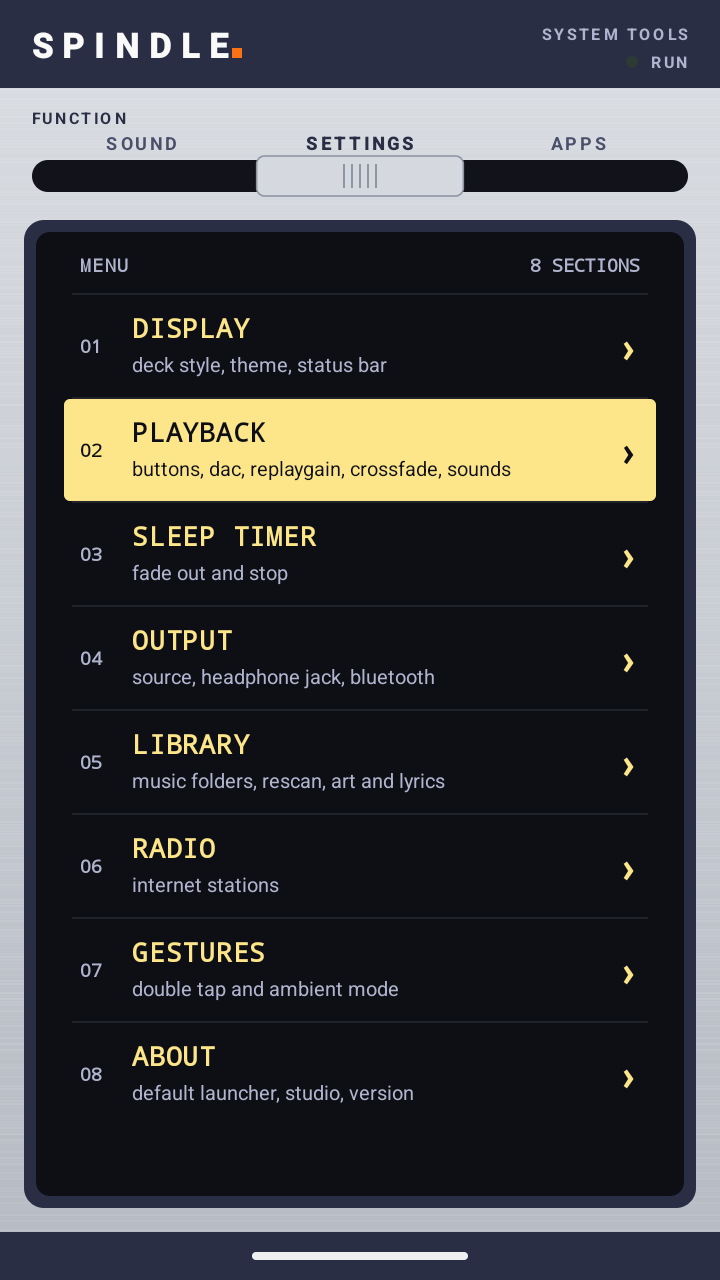 SPINDLE.
SYSTEM TOOLS
RUN
FUNCTION
SOUND SETTINGS APPS
MENU 8 SECTIONS
01 DISPLAY ›
deck style, theme, status bar
02 PLAYBACK ›
buttons, dac, replaygain, crossfade, sounds
03 SLEEP TIMER ›
fade out and stop
04 OUTPUT ›
source, headphone jack, bluetooth
05 LIBRARY ›
music folders, rescan, art and lyrics
06 RADIO ›
internet stations
07 GESTURES ›
double tap and ambient mode
08 ABOUT ›
default launcher, studio, version